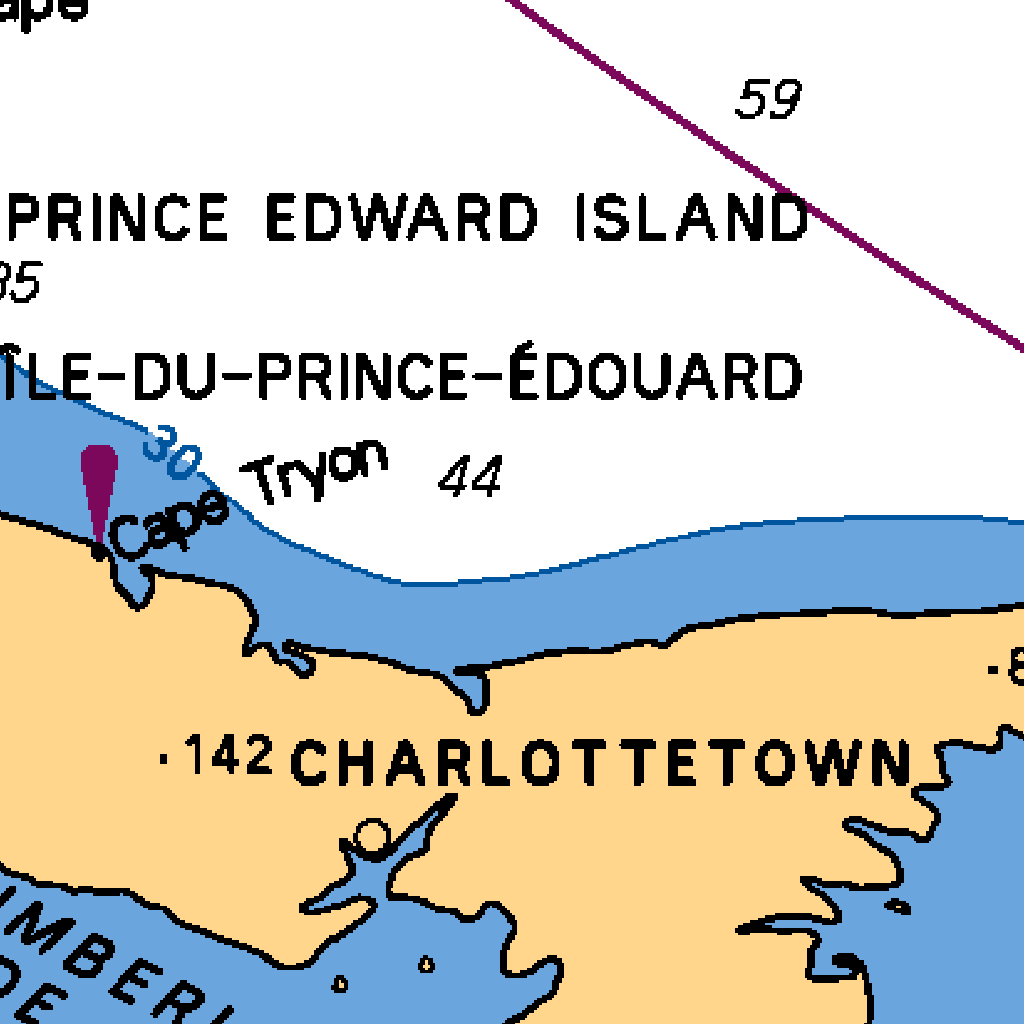 59
PRINCE EDWARD ISLAND
ÎLE-DU-PRINCE-ÉDOUARD
30
Cape Tryon
44
142
CHARLOTTETOWN